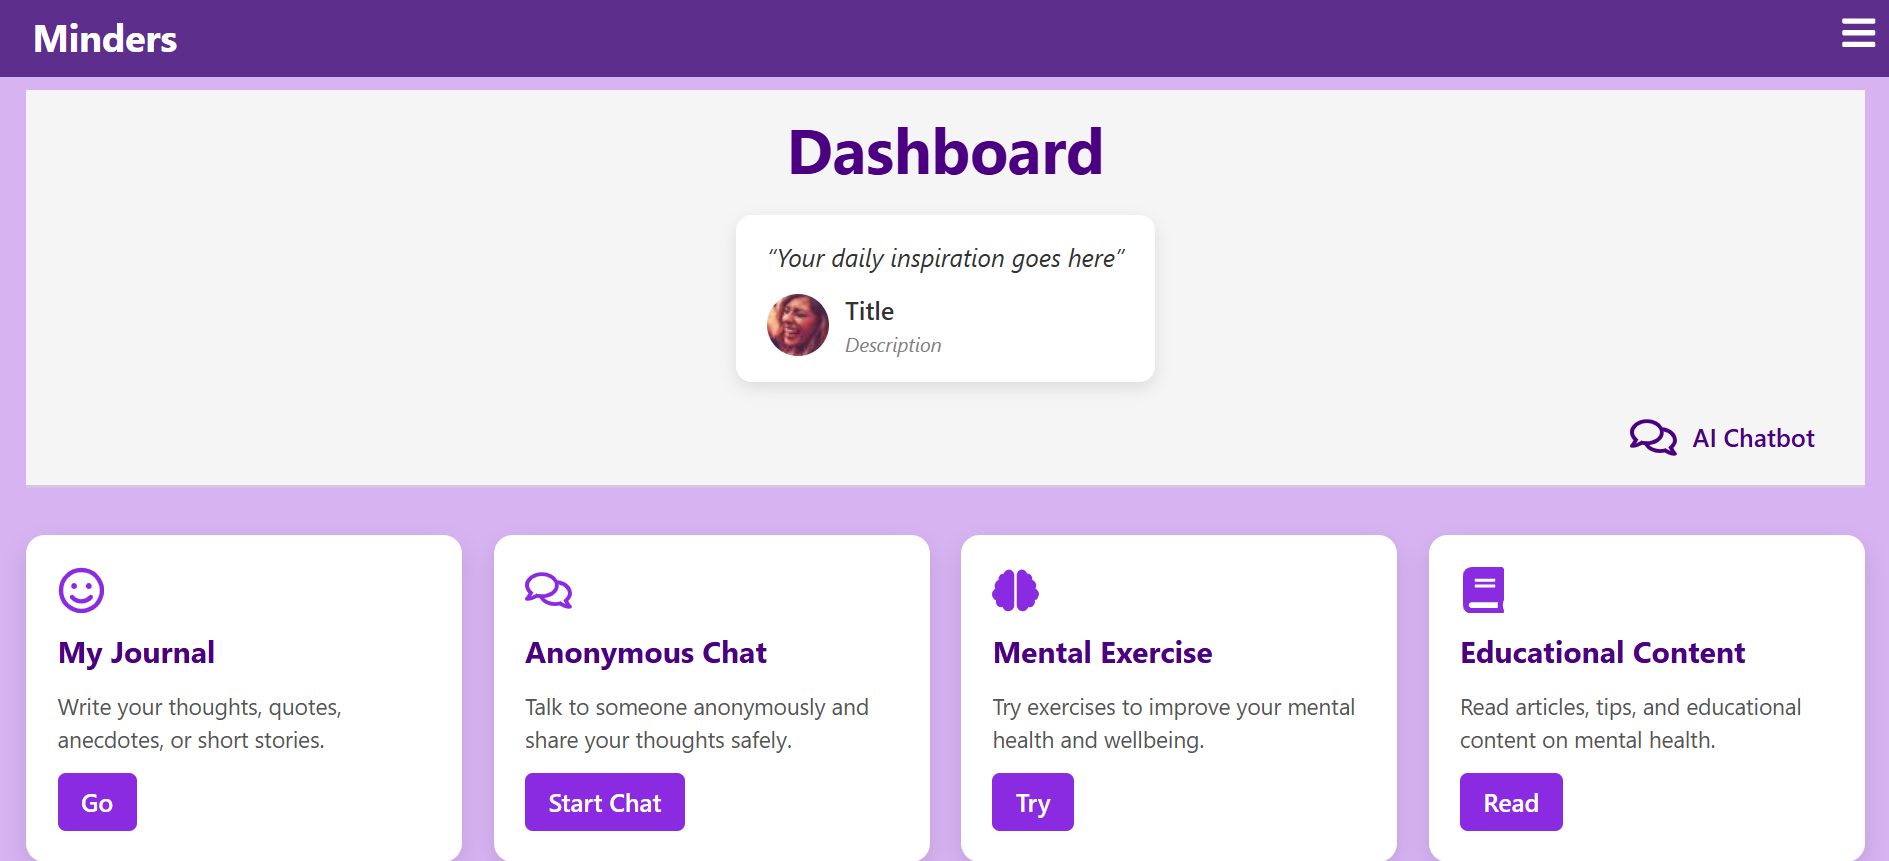 Minders
Dashboard
“Your daily inspiration goes here”
Title
Description
AI Chatbot
My Journal
Write your thoughts, quotes,
anecdotes, or short stories.
Go
Anonymous Chat
Talk to someone anonymously and
share your thoughts safely.
Start Chat
Mental Exercise
Try exercises to improve your mental
health and wellbeing.
Try
Educational Content
Read articles, tips, and educational
content on mental health.
Read